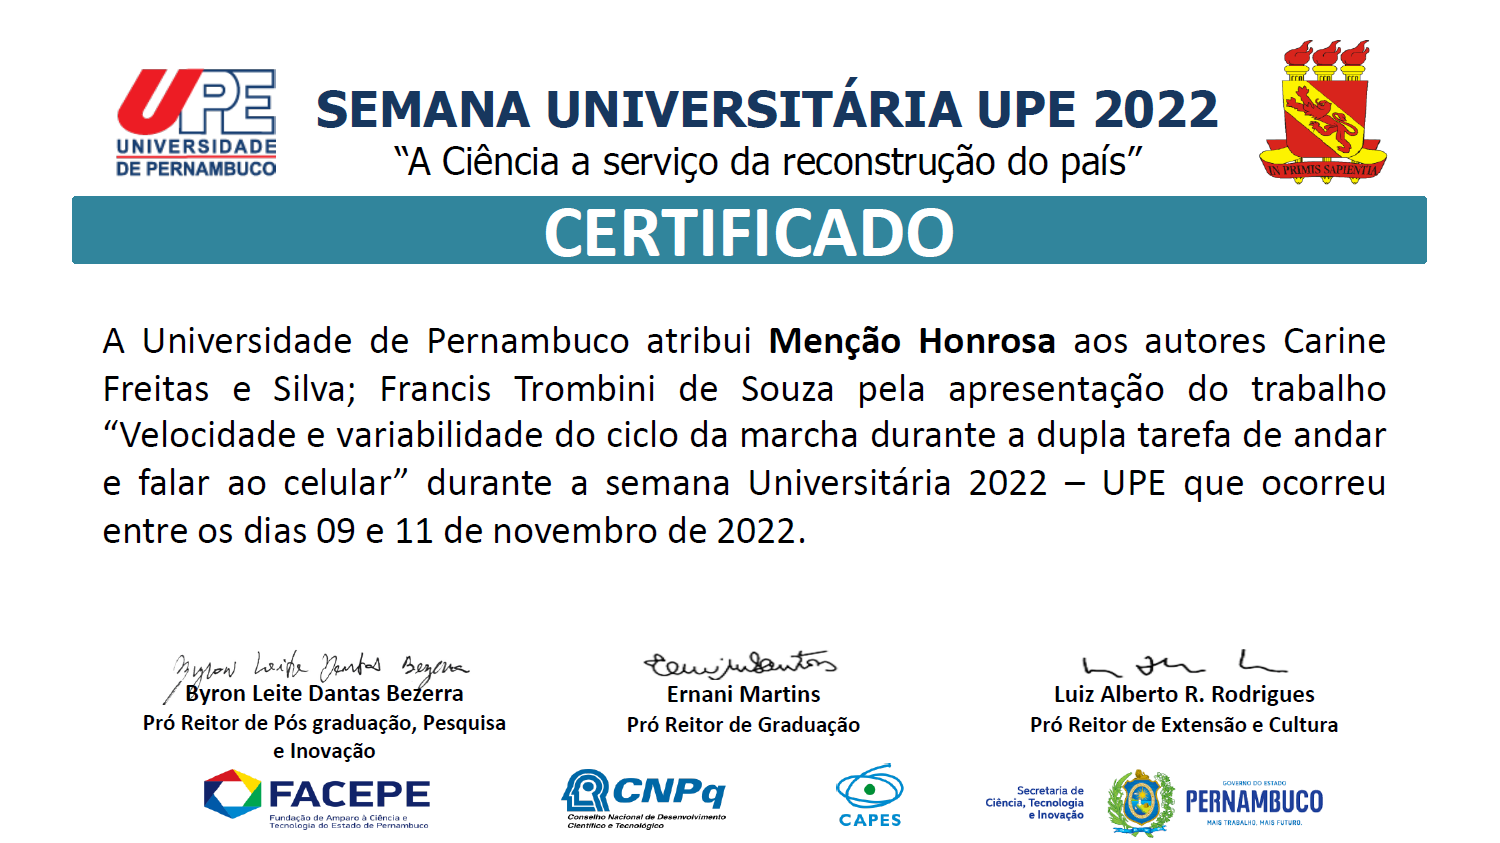 UPE
UNIVERSIDADE
DE PERNAMBUCO
SEMANA UNIVERSITÁRIA UPE 2022
“A Ciência a serviço da reconstrução do país”
IN PRIMIS SAPIENTIA
CERTIFICADO
A Universidade de Pernambuco atribui Menção Honrosa aos autores Carine
Freitas e Silva; Francis Trombini de Souza pela apresentação do trabalho
“Velocidade e variabilidade do ciclo da marcha durante a dupla tarefa de andar
e falar ao celular” durante a semana Universitária 2022 – UPE que ocorreu
entre os dias 09 e 11 de novembro de 2022.
Byron Leite Dantas Bezerra
Byron Leite Dantas Bezerra
Pró Reitor de Pós graduação, Pesquisa
e Inovação
Ernani Martins
Pró Reitor de Graduação
Luiz Alberto R. Rodrigues
Pró Reitor de Extensão e Cultura
FACEPE
Fundação de Amparo à Ciência e
Tecnologia do Estado de Pernambuco
CNPq
Conselho Nacional de Desenvolvimento
Científico e Tecnológico
CAPES
Secretaria de
Ciência, Tecnologia
e Inovação
GOVERNO DO ESTADO
PERNAMBUCO
MAIS TRABALHO, MAIS FUTURO.